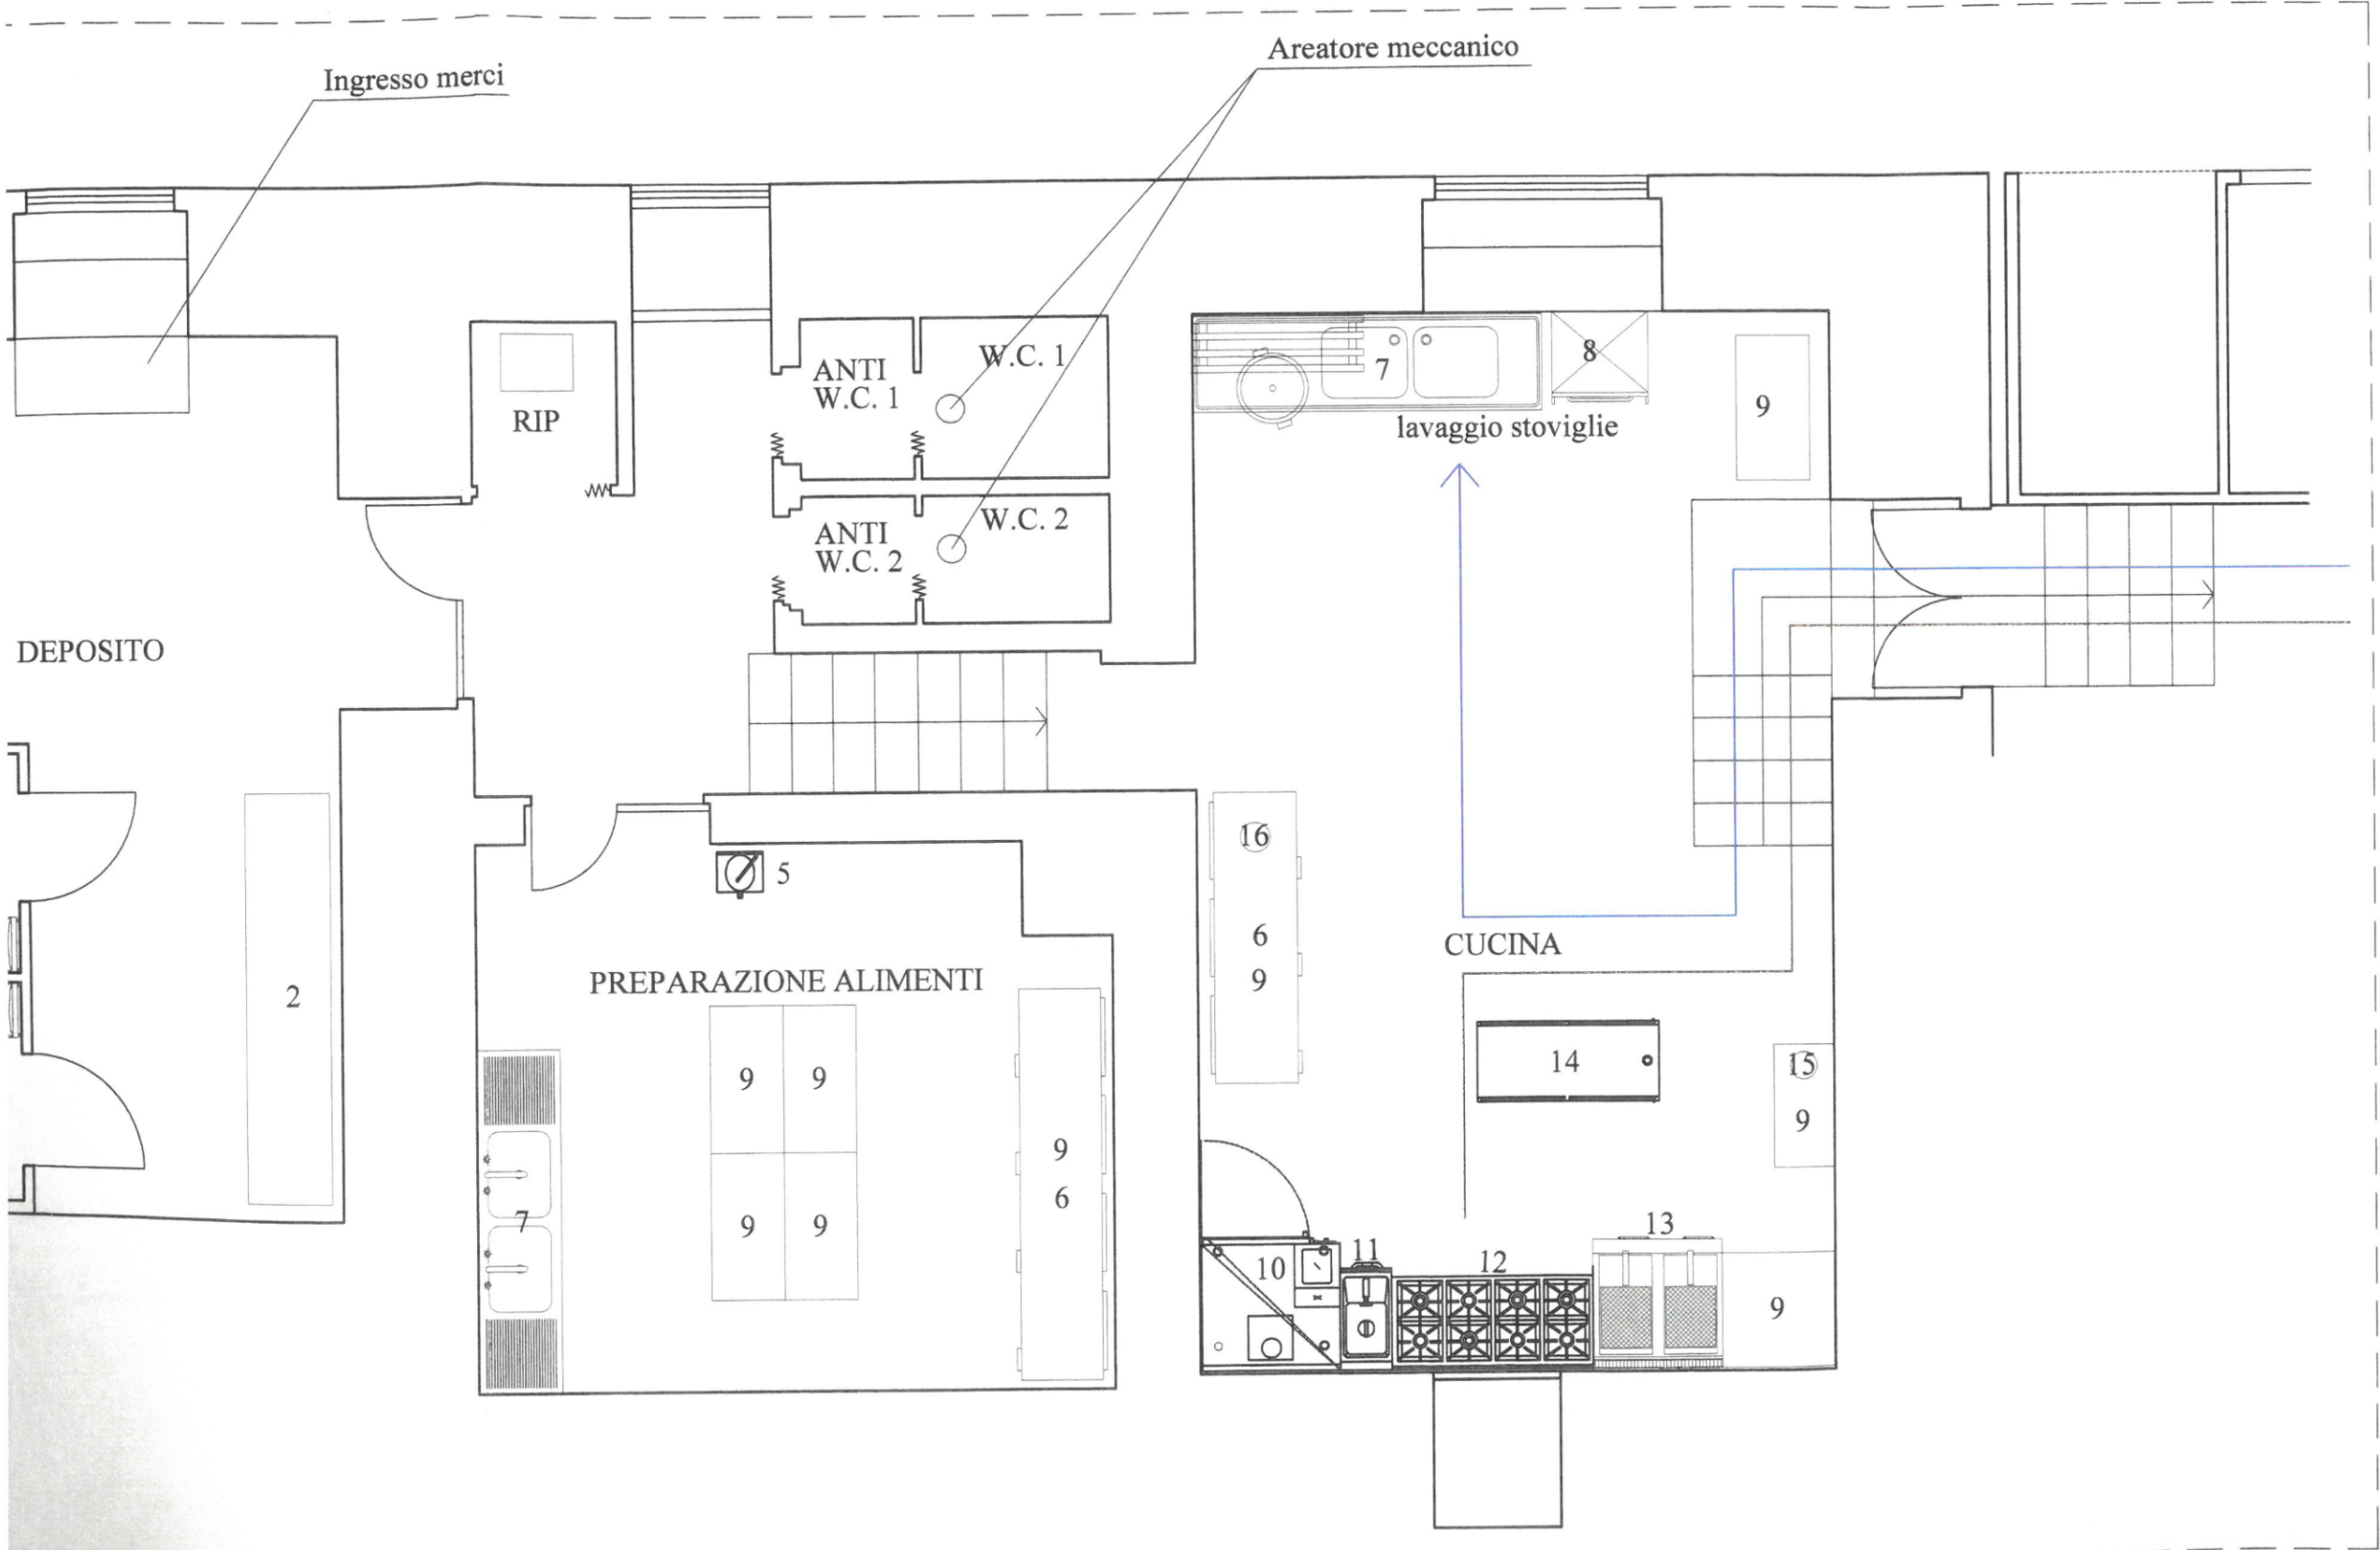 Areatore meccanico
Ingresso merci
W.C. 1
ANTI
W.C. 1
RIP
7
8
9
lavaggio stoviglie
W.C. 2
ANTI
W.C. 2
DEPOSITO
16
5
6
9
CUCINA
PREPARAZIONE ALIMENTI
2
14
15
9
9
9
9
6
7
9
9
13
11
12
10
9